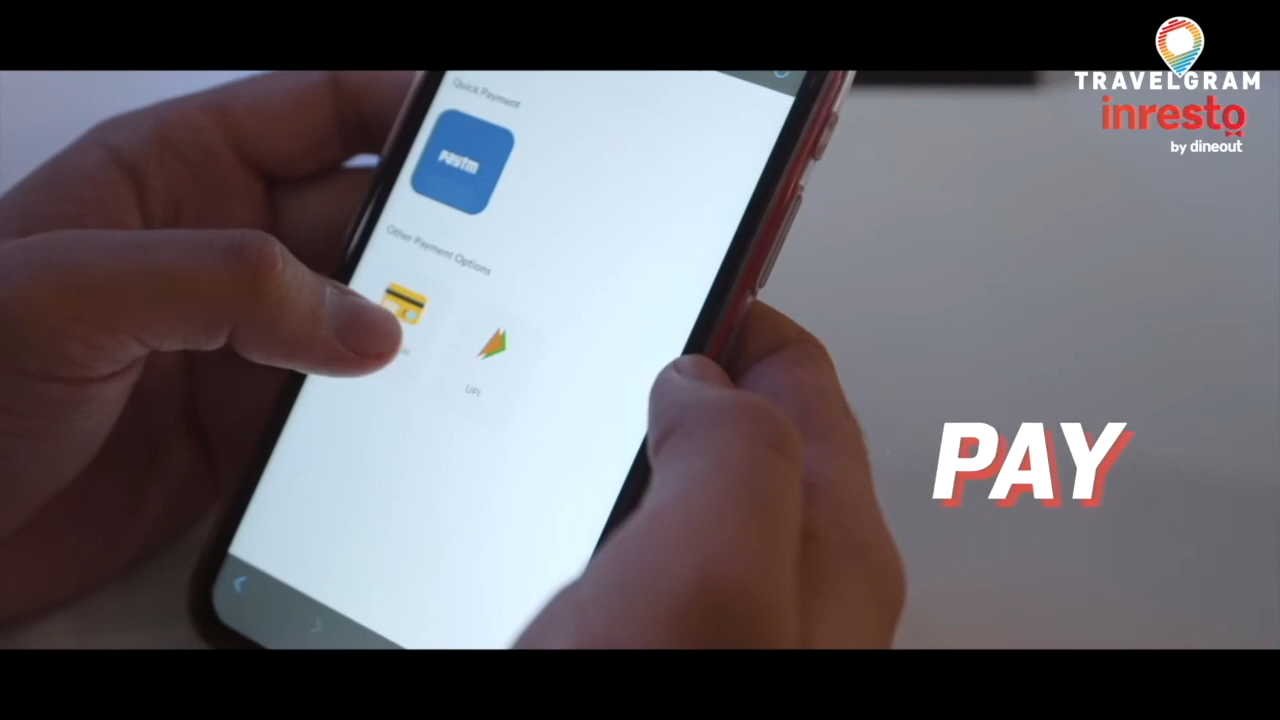 TRAVELGRAM
inresto
by dineout
Quick Payment
paytm
Other Payment Options
UPI
PAY